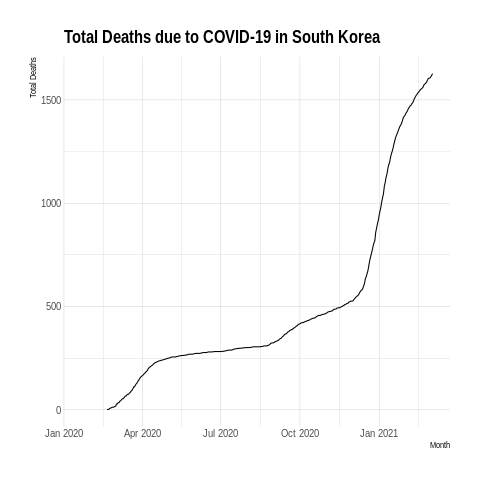 Total Deaths due to COVID-19 in South Korea
Total Deaths
1500
1000
500
0
Jan 2020 Apr 2020 Jul 2020 Oct 2020 Jan 2021
Month